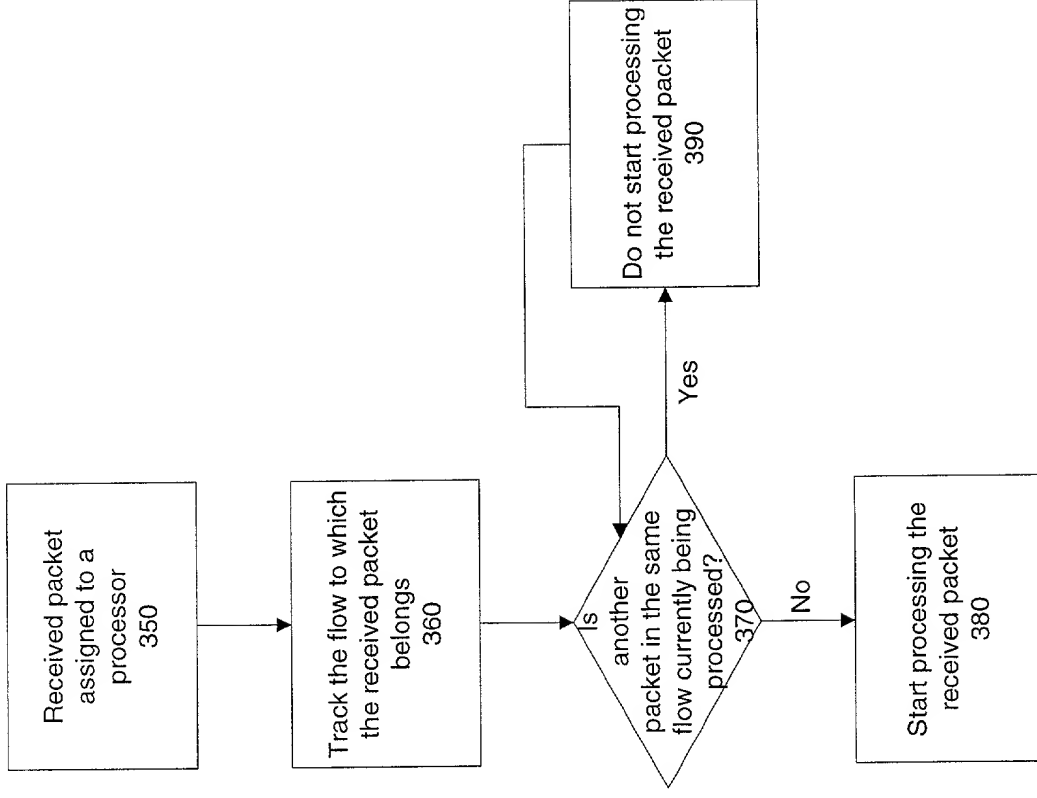 Received packet
assigned to a
processor
350
Track the flow to which
the received packet
belongs
360
Is
another
packet in the same
flow currently being
processed?
370
Yes
Do not start processing
the received packet
390
No
Start processing the
received packet
380